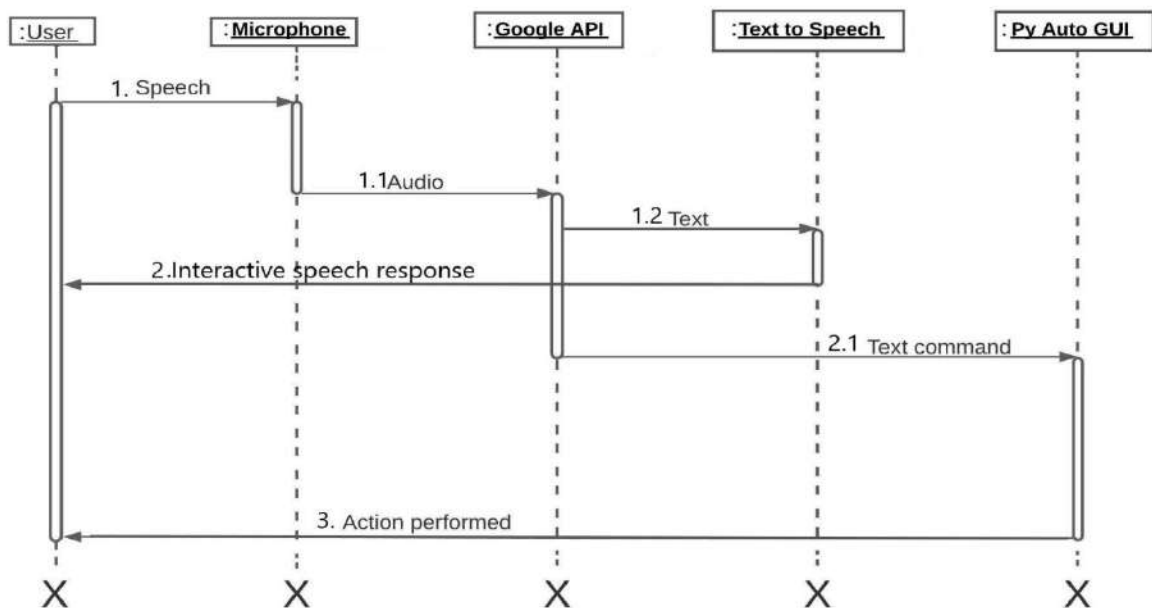 :User
:Microphone
:Google API
:Text to Speech
:Py Auto GUI
1. Speech
1.1Audio
1.2 Text
2.Interactive speech response
2.1 Text command
3. Action performed
X X X X X